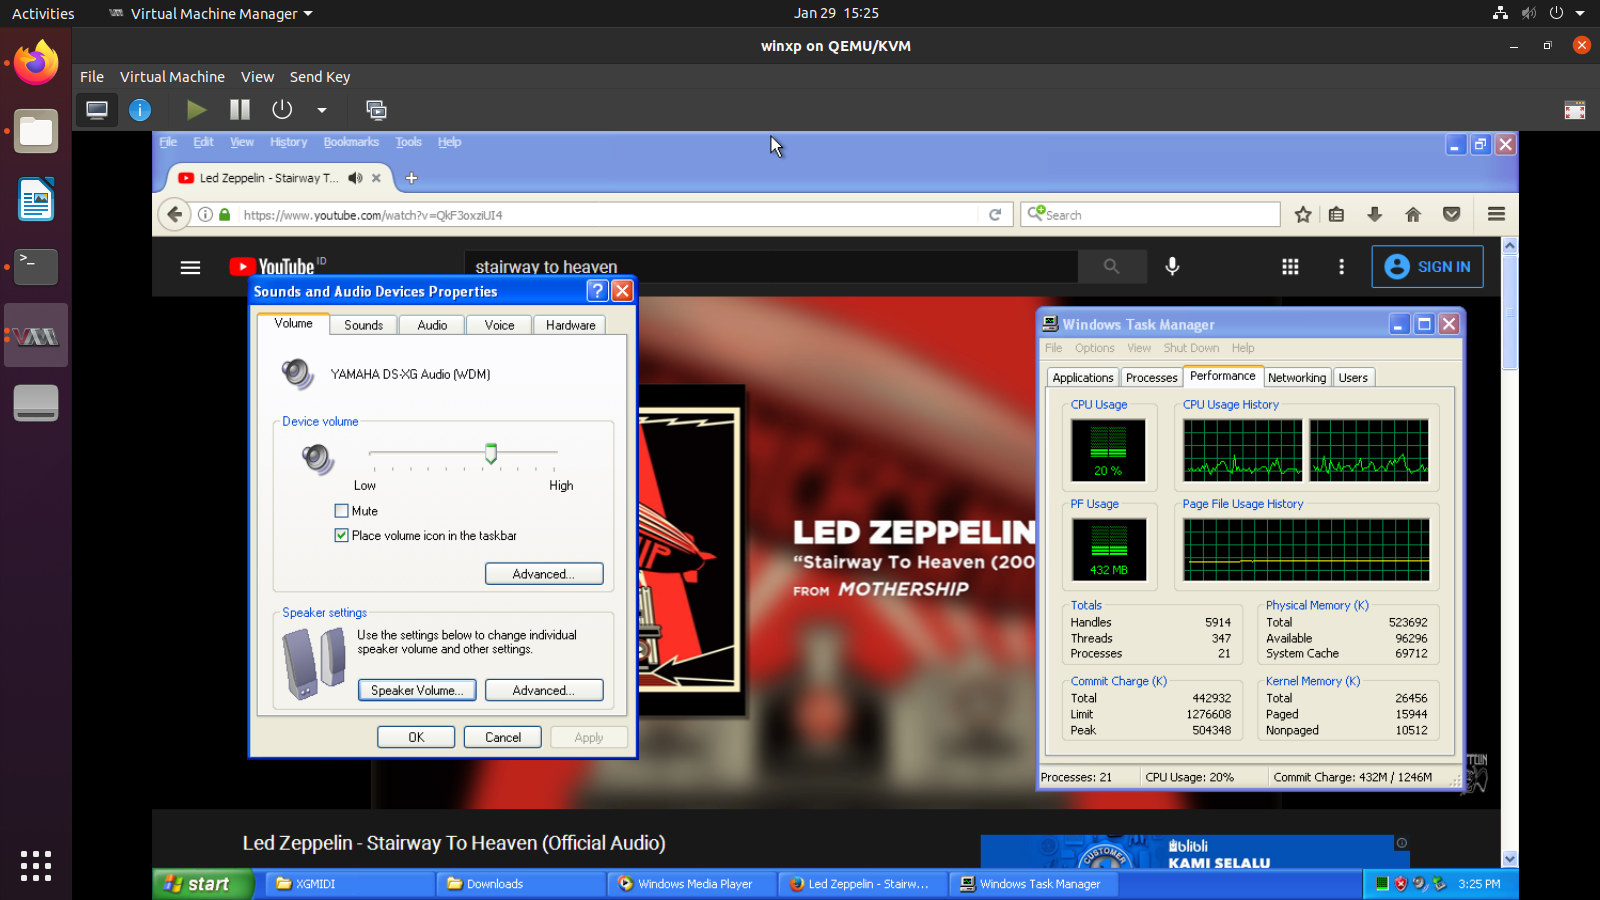 Activities
Virtual Machine Manager
Jan 29 15:25
winxp on QEMU/KVM
File Virtual Machine View Send Key
File Edit View History Bookmarks Tools Help
Led Zeppelin - Stairway T...
https://www.youtube.com/watch?v=QkF3oxziUI4
Search
YouTube ID
stairway to heaven
SIGN IN
Sounds and Audio Devices Properties
Volume Sounds Audio Voice Hardware
YAMAHA DS-XG Audio (WDM)
Device volume
Low High
Mute
Place volume icon in the taskbar
Advanced...
Speaker settings
Use the settings below to change individual
speaker volume and other settings.
Speaker Volume... Advanced...
OK Cancel Apply
LED ZEPPELIN
“Stairway To Heaven (200
FROM MOTHERSHIP
Windows Task Manager
File Options View Shut Down Help
Applications Processes Performance Networking Users
CPU Usage CPU Usage History
20 %
PF Usage Page File Usage History
432 MB
Totals
Handles 5914
Threads 347
Processes 21
Physical Memory (K)
Total 523692
Available 96296
System Cache 69712
Commit Charge (K)
Total 442932
Limit 1276608
Peak 504348
Kernel Memory (K)
Total 26456
Paged 15944
Nonpaged 10512
Processes: 21 CPU Usage: 20% Commit Charge: 432M / 1246M
Led Zeppelin - Stairway To Heaven (Official Audio)
CUSTOMER
blibli
KAMI SELALU
start
XGMIDI
Downloads
Windows Media Player
Led Zeppelin - Stairw...
Windows Task Manager
3:25 PM